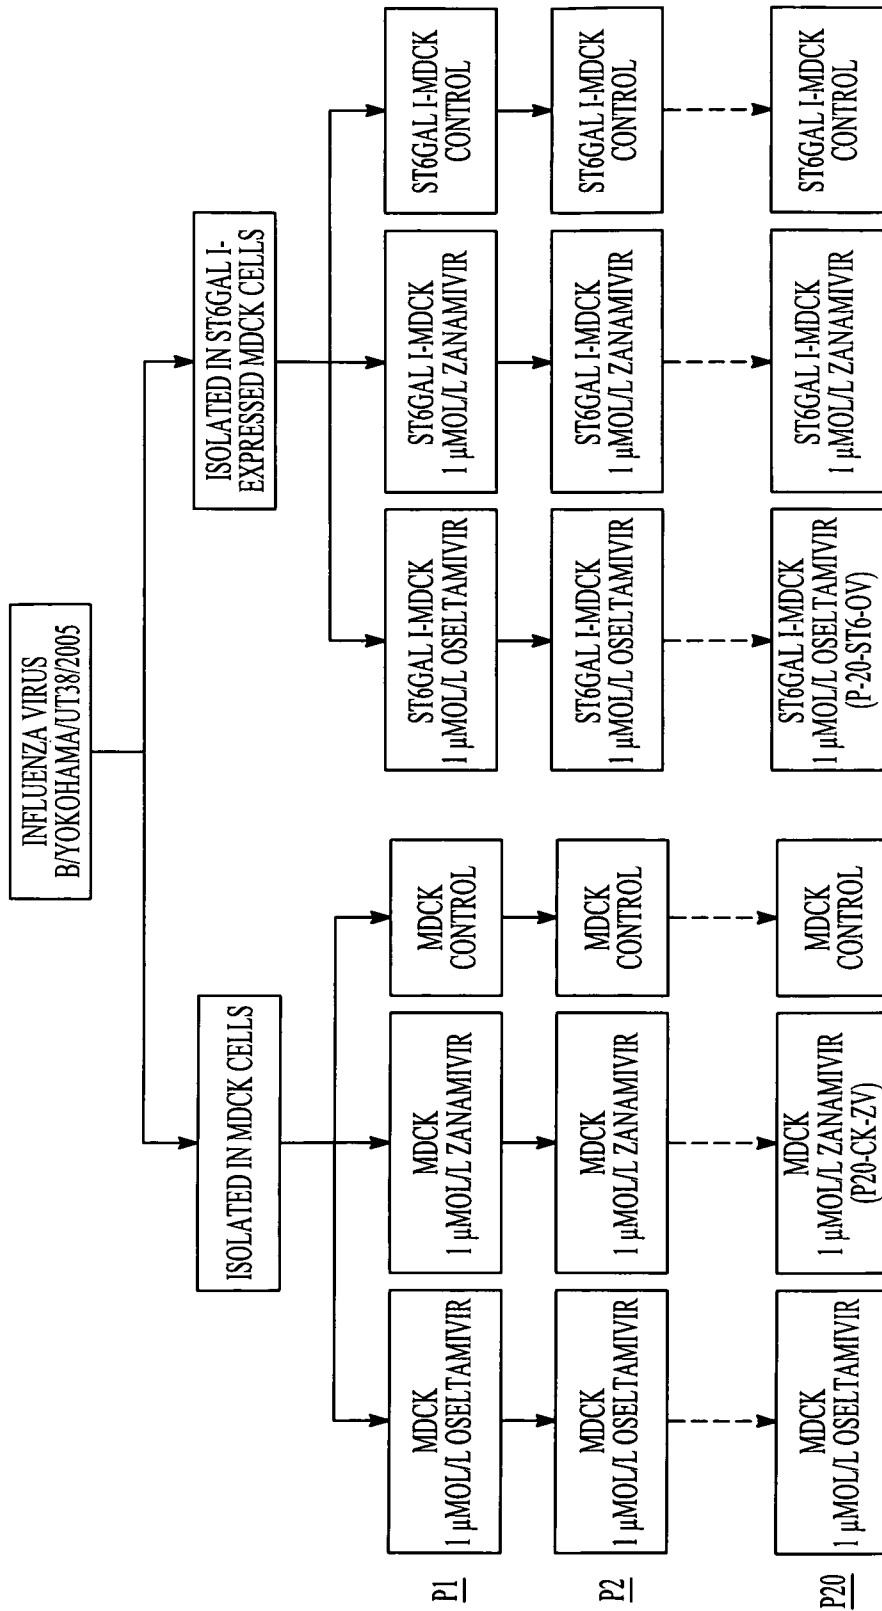 INFLUENZA VIRUS
B/YOKOHAMA/UT38/2005
ISOLATED IN MDCK CELLS
ISOLATED IN ST6GAL I-
EXPRESSED MDCK CELLS
P1
MDCK
1 µMOL/L OSELTAMIVIR
MDCK
1 µMOL/L ZANAMIVIR
MDCK
CONTROL
ST6GAL I-MDCK
1 µMOL/L OSELTAMIVIR
ST6GAL I-MDCK
1 µMOL/L ZANAMIVIR
ST6GAL I-MDCK
CONTROL
P2
MDCK
1 µMOL/L OSELTAMIVIR
MDCK
1 µMOL/L ZANAMIVIR
MDCK
CONTROL
ST6GAL I-MDCK
1 µMOL/L OSELTAMIVIR
ST6GAL I-MDCK
1 µMOL/L ZANAMIVIR
ST6GAL I-MDCK
CONTROL
P20
MDCK
1 µMOL/L OSELTAMIVIR
MDCK
1 µMOL/L ZANAMIVIR
(P20-CK-ZV)
MDCK
CONTROL
ST6GAL I-MDCK
1 µMOL/L OSELTAMIVIR
(P-20-ST6-OV)
ST6GAL I-MDCK
1 µMOL/L ZANAMIVIR
ST6GAL I-MDCK
CONTROL